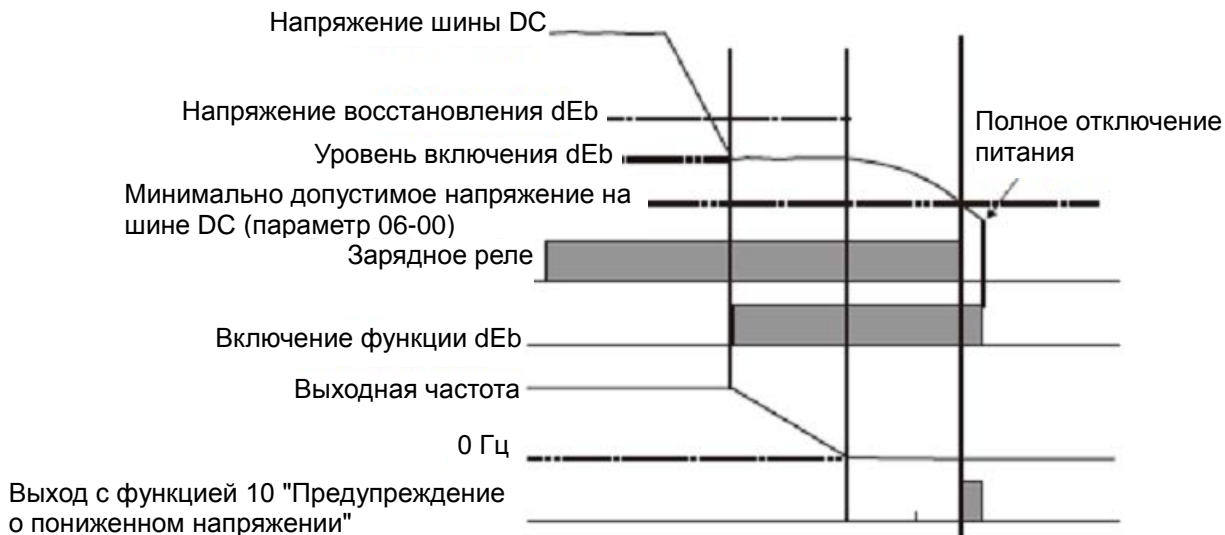 Напряжение шины DC
Напряжение восстановления dEb
Полное отключение
питания
Уровень включения dEb
Минимально допустимое напряжение на
шине DC (параметр 06-00)
Зарядное реле
Включение функции dEb
Выходная частота
0 Гц
Выход с функцией 10 "Предупреждение
о пониженном напряжении"